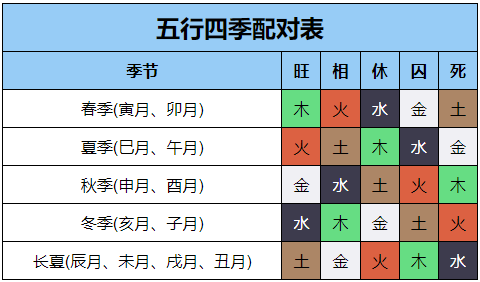 五行四季配对表
季节 旺 相 休 囚 死
春季(寅月、卯月) 木 火 水 金 土
夏季(巳月、午月) 火 土 木 水 金
秋季(申月、酉月) 金 水 土 火 木
冬季(亥月、子月) 水 木 金 土 火
长夏(辰月、未月、戌月、丑月) 土 金 火 木 水